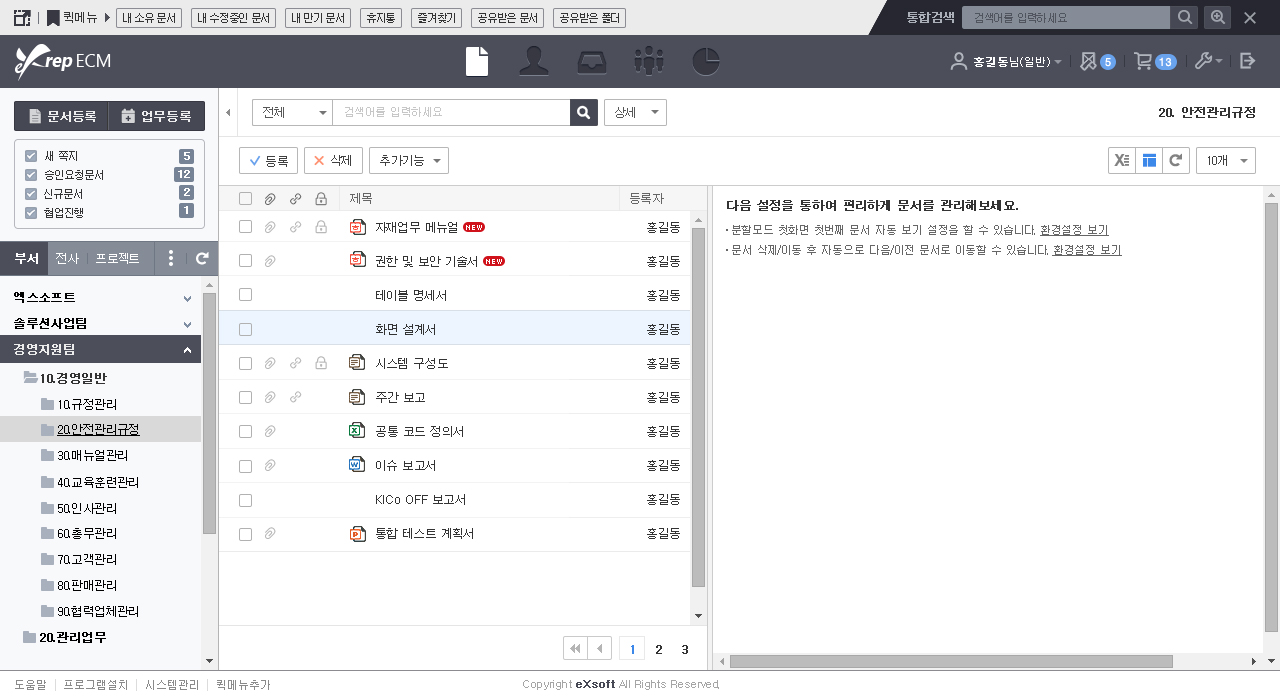 퀵메뉴 내 소유 문서 내 수정중인 문서 내 만기 문서 휴지통 즐겨찾기 공유받은 문서 공유받은 폴더 통합검색 검색어를 입력하세요
eXrep ECM 홍길동님(일반) 5 13
문서등록 업무등록
새 쪽지 5
승인요청문서 12
신규문서 2
협업진행 1
부서 전사 프로젝트
엑스소프트
솔루션사업팀
경영지원팀
10.경영일반
10.규정관리
20.안전관리규정
30.매뉴얼관리
40.교육훈련관리
50.인사관리
60.총무관리
70.고객관리
80.판매관리
90.협력업체관리
20.관리업무
전체 검색어를 입력하세요 상세 20. 안전관리규정
등록 삭제 추가기능 10개
제목 등록자
자재업무 메뉴얼 NEW 홍길동
권한 및 보안 기술서 NEW 홍길동
테이블 명세서 홍길동
화면 설계서 홍길동
시스템 구성도 홍길동
주간 보고 홍길동
공통 코드 정의서 홍길동
이슈 보고서 홍길동
KICo OFF 보고서 홍길동
통합 테스트 계획서 홍길동
1 2 3
다음 설정을 통하여 편리하게 문서를 관리해보세요.
· 분할모드 첫화면 첫번째 문서 자동 보기 설정을 할 수 있습니다. 환경설정 보기
· 문서 삭제/이동 후 자동으로 다음/이전 문서로 이동할 수 있습니다. 환경설정 보기
도움말 프로그램설치 시스템관리 퀵메뉴추가 Copyright eXsoft All Rights Reserved.